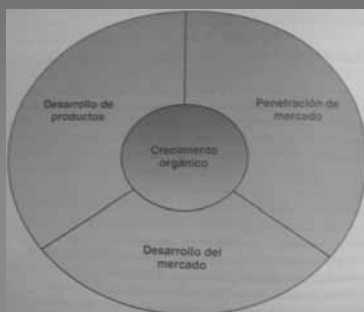 Desarrollo de
productos
Penetración de
mercado
Crecimiento
orgánico
Desarrollo del
mercado